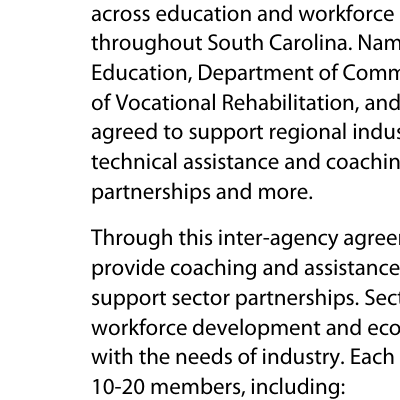 across education and workforce
throughout South Carolina. Nam
Education, Department of Comm
of Vocational Rehabilitation, and
agreed to support regional indus
technical assistance and coachin
partnerships and more.
Through this inter-agency agree
provide coaching and assistance
support sector partnerships. Sect
workforce development and eco
with the needs of industry. Each
10-20 members, including: